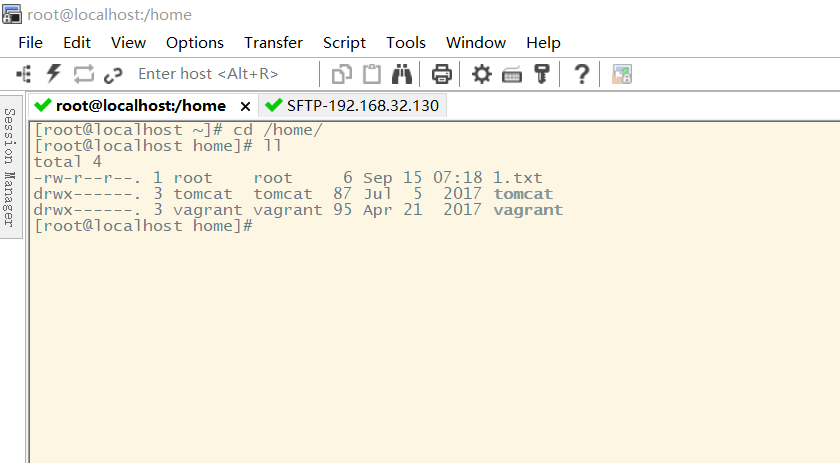 root@localhost:/home
File Edit View Options Transfer Script Tools Window Help
Enter host <Alt+R>
root@localhost:/home x SFTP-192.168.32.130
Session Manager
[root@localhost ~]# cd /home/
[root@localhost home]# ll
total 4
-rw-r--r--. 1 root    root     6 Sep 15 07:18 1.txt
drwx------. 3 tomcat  tomcat  87 Jul  5  2017 tomcat
drwx------. 3 vagrant vagrant 95 Apr 21  2017 vagrant
[root@localhost home]#